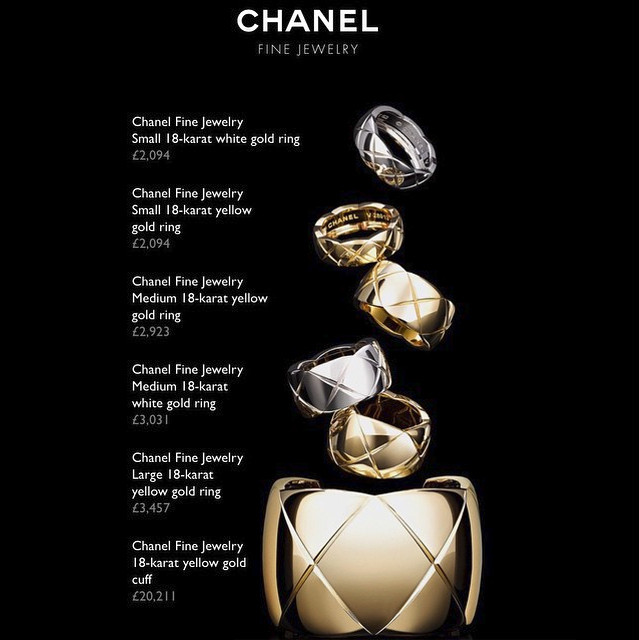 CHANEL
FINE JEWELRY
Chanel Fine Jewelry
Small 18-karat white gold ring
£2,094
Chanel Fine Jewelry
Small 18-karat yellow
gold ring
£2,094
Chanel Fine Jewelry
Medium 18-karat yellow
gold ring
£2,923
Chanel Fine Jewelry
Medium 18-karat
white gold ring
£3,031
Chanel Fine Jewelry
Large 18-karat
yellow gold ring
£3,457
Chanel Fine Jewelry
18-karat yellow gold
cuff
£20,211
CHANEL